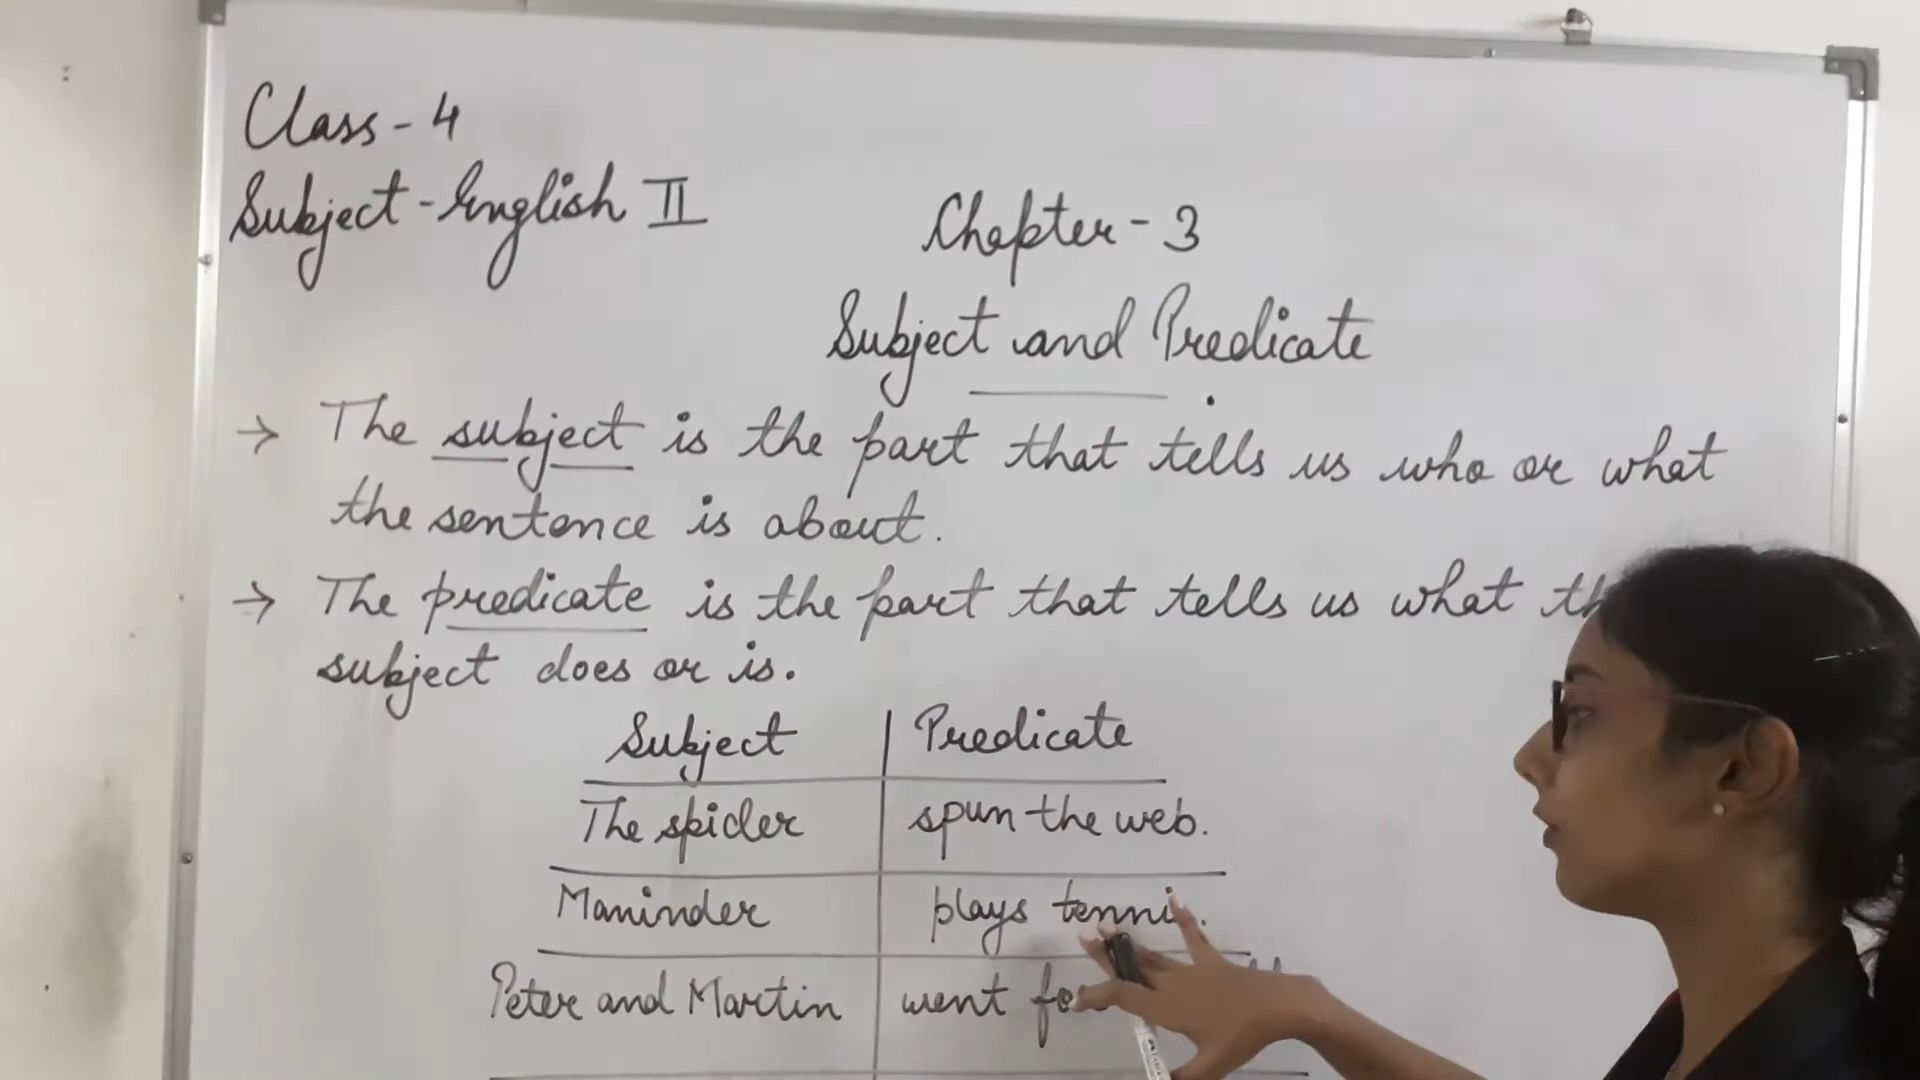 Class - 4
Subject - English II
Chapter - 3
Subject and Predicate
→ The subject is the part that tells us who or what
the sentence is about.
→ The predicate is the part that tells us what
subject does or is.
Subject | Predicate
The spider | spun the web.
Maninder | plays
Peter and Martin | went